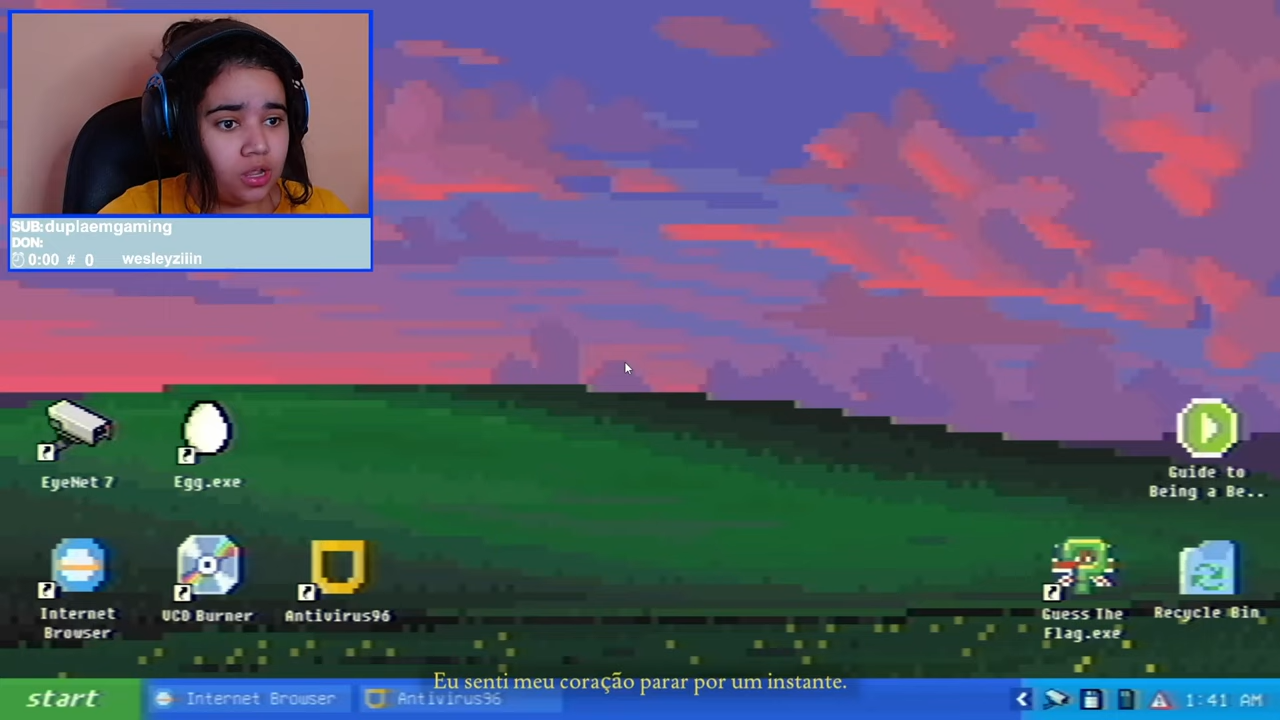 SUB:duplaemgaming
DON:
0:00 # 0 wesleyziiin
EyeNet 7
Egg.exe
Guide to
Being a Be..
Internet
Browser
VCD Burner
Antivirus96
Guess The
Flag.exe
Recycle Bin
Eu senti meu coração parar por um instante.
start
Internet Browser
Antivirus96
1:41 AM